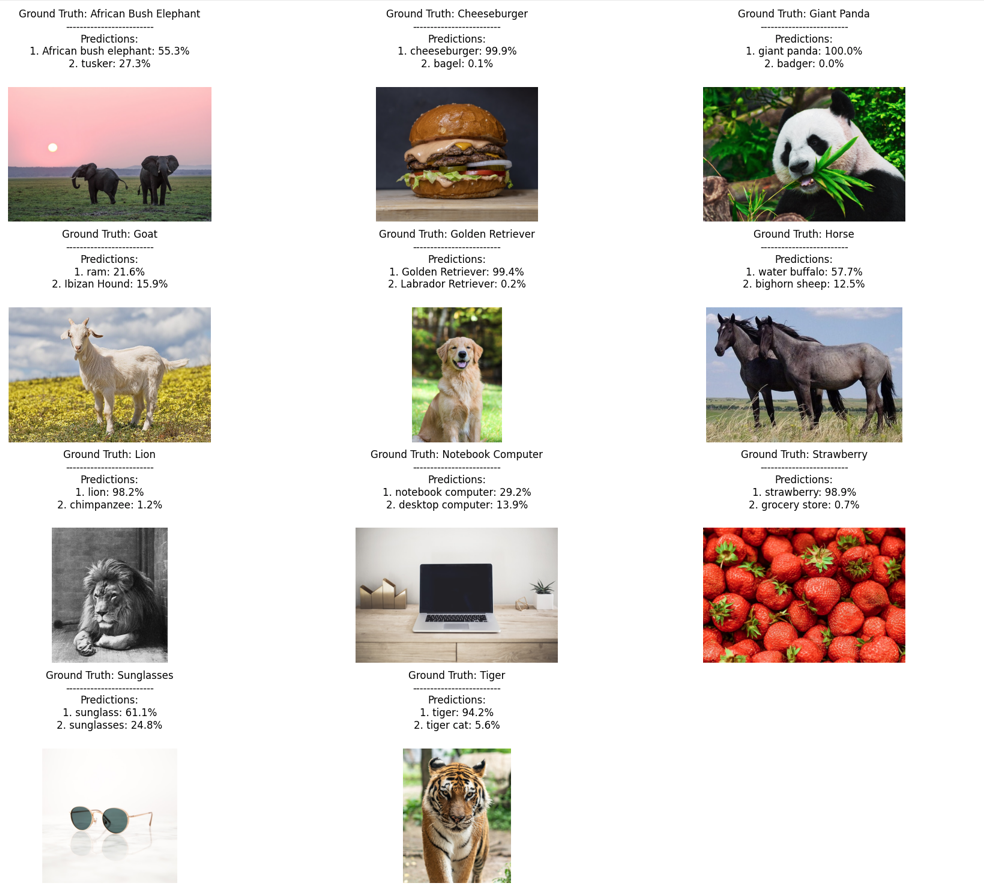 Ground Truth: African Bush Elephant
-------------------------
Predictions:
1. African bush elephant: 55.3%
2. tusker: 27.3%
Ground Truth: Cheeseburger
-------------------------
Predictions:
1. cheeseburger: 99.9%
2. bagel: 0.1%
Ground Truth: Giant Panda
-------------------------
Predictions:
1. giant panda: 100.0%
2. badger: 0.0%
Ground Truth: Goat
-------------------------
Predictions:
1. ram: 21.6%
2. Ibizan Hound: 15.9%
Ground Truth: Golden Retriever
-------------------------
Predictions:
1. Golden Retriever: 99.4%
2. Labrador Retriever: 0.2%
Ground Truth: Horse
-------------------------
Predictions:
1. water buffalo: 57.7%
2. bighorn sheep: 12.5%
Ground Truth: Lion
-------------------------
Predictions:
1. lion: 98.2%
2. chimpanzee: 1.2%
Ground Truth: Notebook Computer
-------------------------
Predictions:
1. notebook computer: 29.2%
2. desktop computer: 13.9%
Ground Truth: Strawberry
-------------------------
Predictions:
1. strawberry: 98.9%
2. grocery store: 0.7%
Ground Truth: Sunglasses
-------------------------
Predictions:
1. sunglass: 61.1%
2. sunglasses: 24.8%
Ground Truth: Tiger
-------------------------
Predictions:
1. tiger: 94.2%
2. tiger cat: 5.6%